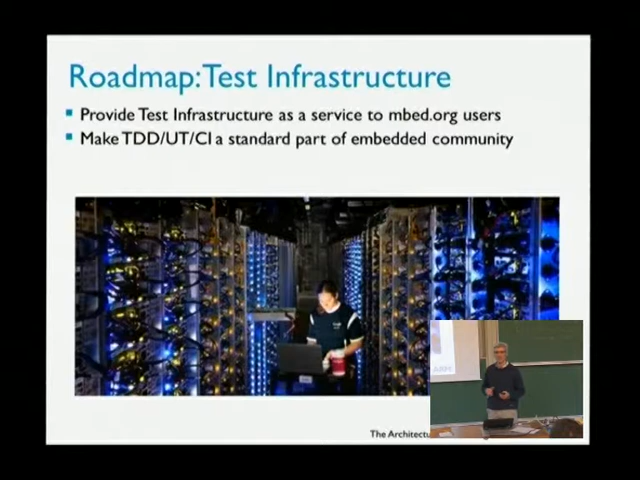 Roadmap: Test Infrastructure
Provide Test Infrastructure as a service to mbed.org users
Make TDD/UT/CI a standard part of embedded community
The